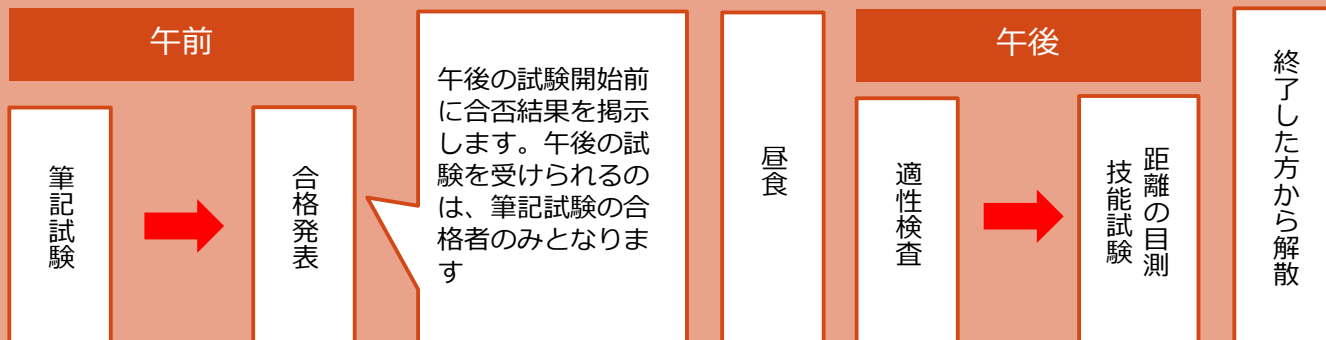 午前
筆記試験
合格発表
午後の試験開始前
に合否結果を掲示
します。午後の試
験を受けられるの
は、筆記試験の合
格者のみとなりま
す
昼食
午後
適性検査
距離の目測
技能試験
終了した方から解散